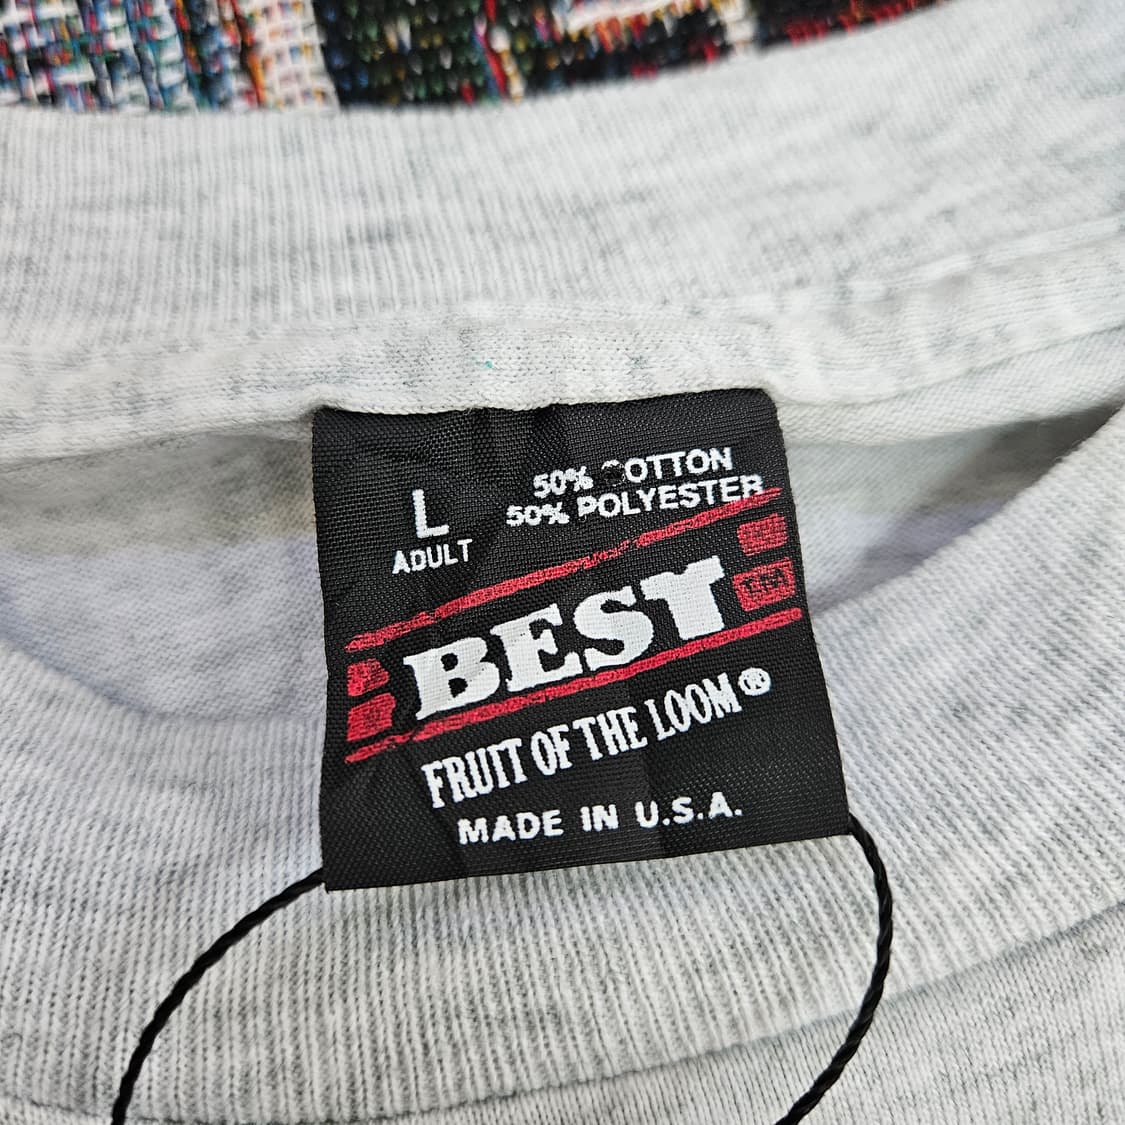 L
ADULT
50% COTTON
50% POLYESTER
BEST
T.M.
FRUIT OF THE LOOM®
MADE IN U.S.A.